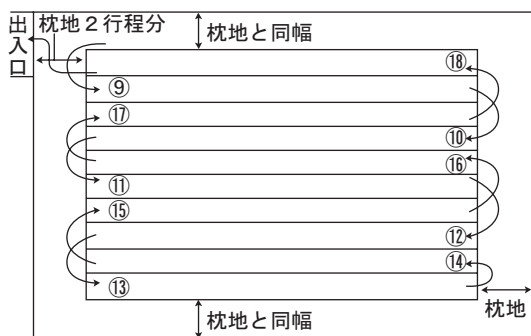 出入口
枕地2行程分
枕地と同幅
⑱
⑨
⑰
⑩
⑯
⑪
⑮
⑫
⑭
⑬
枕地
枕地と同幅